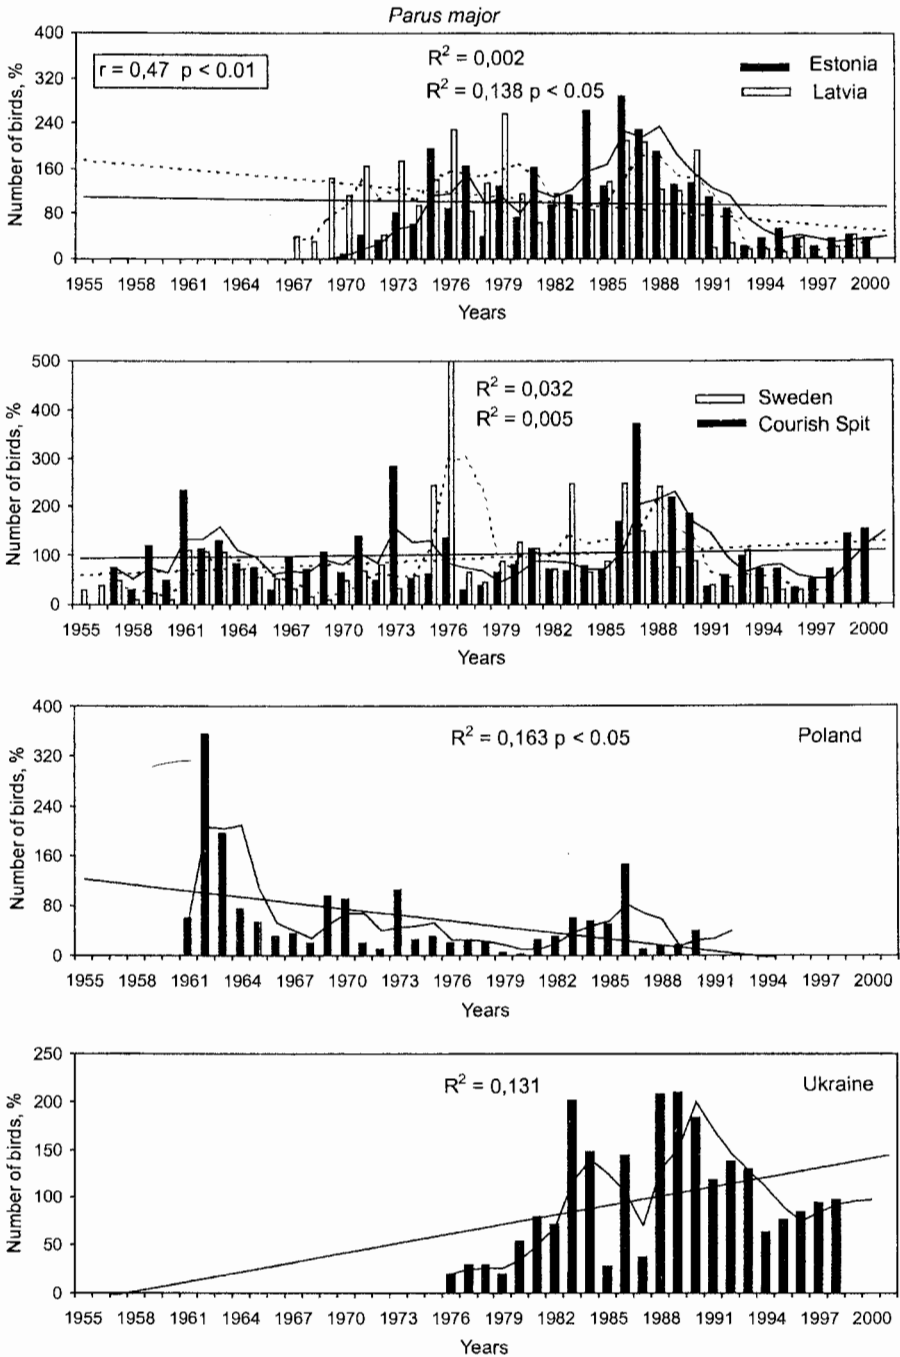 Parus major
400
320
240
160
80
0
Number of birds, %
r = 0,47 p < 0.01
R² = 0,002
R² = 0,138 p < 0.05
Estonia
Latvia
1955 1958 1961 1964 1967 1970 1973 1976 1979 1982 1985 1988 1991 1994 1997 2000
Years
500
400
300
200
100
0
Number of birds, %
R² = 0,032
R² = 0,005
Sweden
Courish Spit
1955 1958 1961 1964 1967 1970 1973 1976 1979 1982 1985 1988 1991 1994 1997 2000
Years
400
320
240
160
80
0
Number of birds, %
R² = 0,163 p < 0.05
Poland
1955 1958 1961 1964 1967 1970 1973 1976 1979 1982 1985 1988 1991 1994 1997 2000
Years
250
200
150
100
50
0
Number of birds, %
R² = 0,131
Ukraine
1955 1958 1961 1964 1967 1970 1973 1976 1979 1982 1985 1988 1991 1994 1997 2000
Years